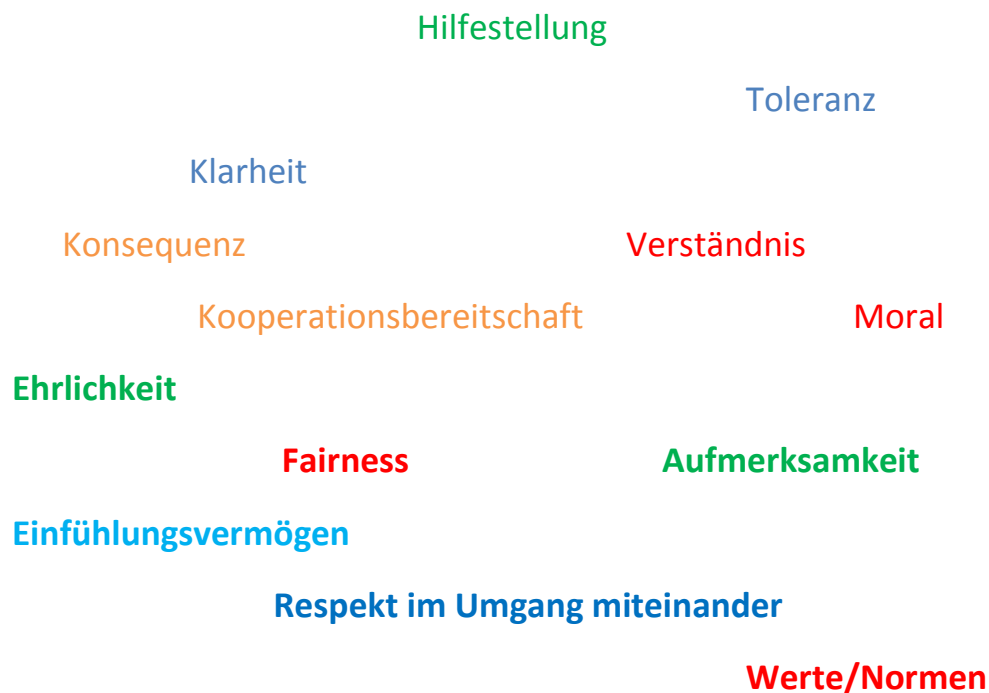 Hilfestellung
Toleranz
Klarheit
Konsequenz Verständnis
Kooperationsbereitschaft Moral
Ehrlichkeit
Fairness Aufmerksamkeit
Einfühlungsvermögen
Respekt im Umgang miteinander
Werte/Normen